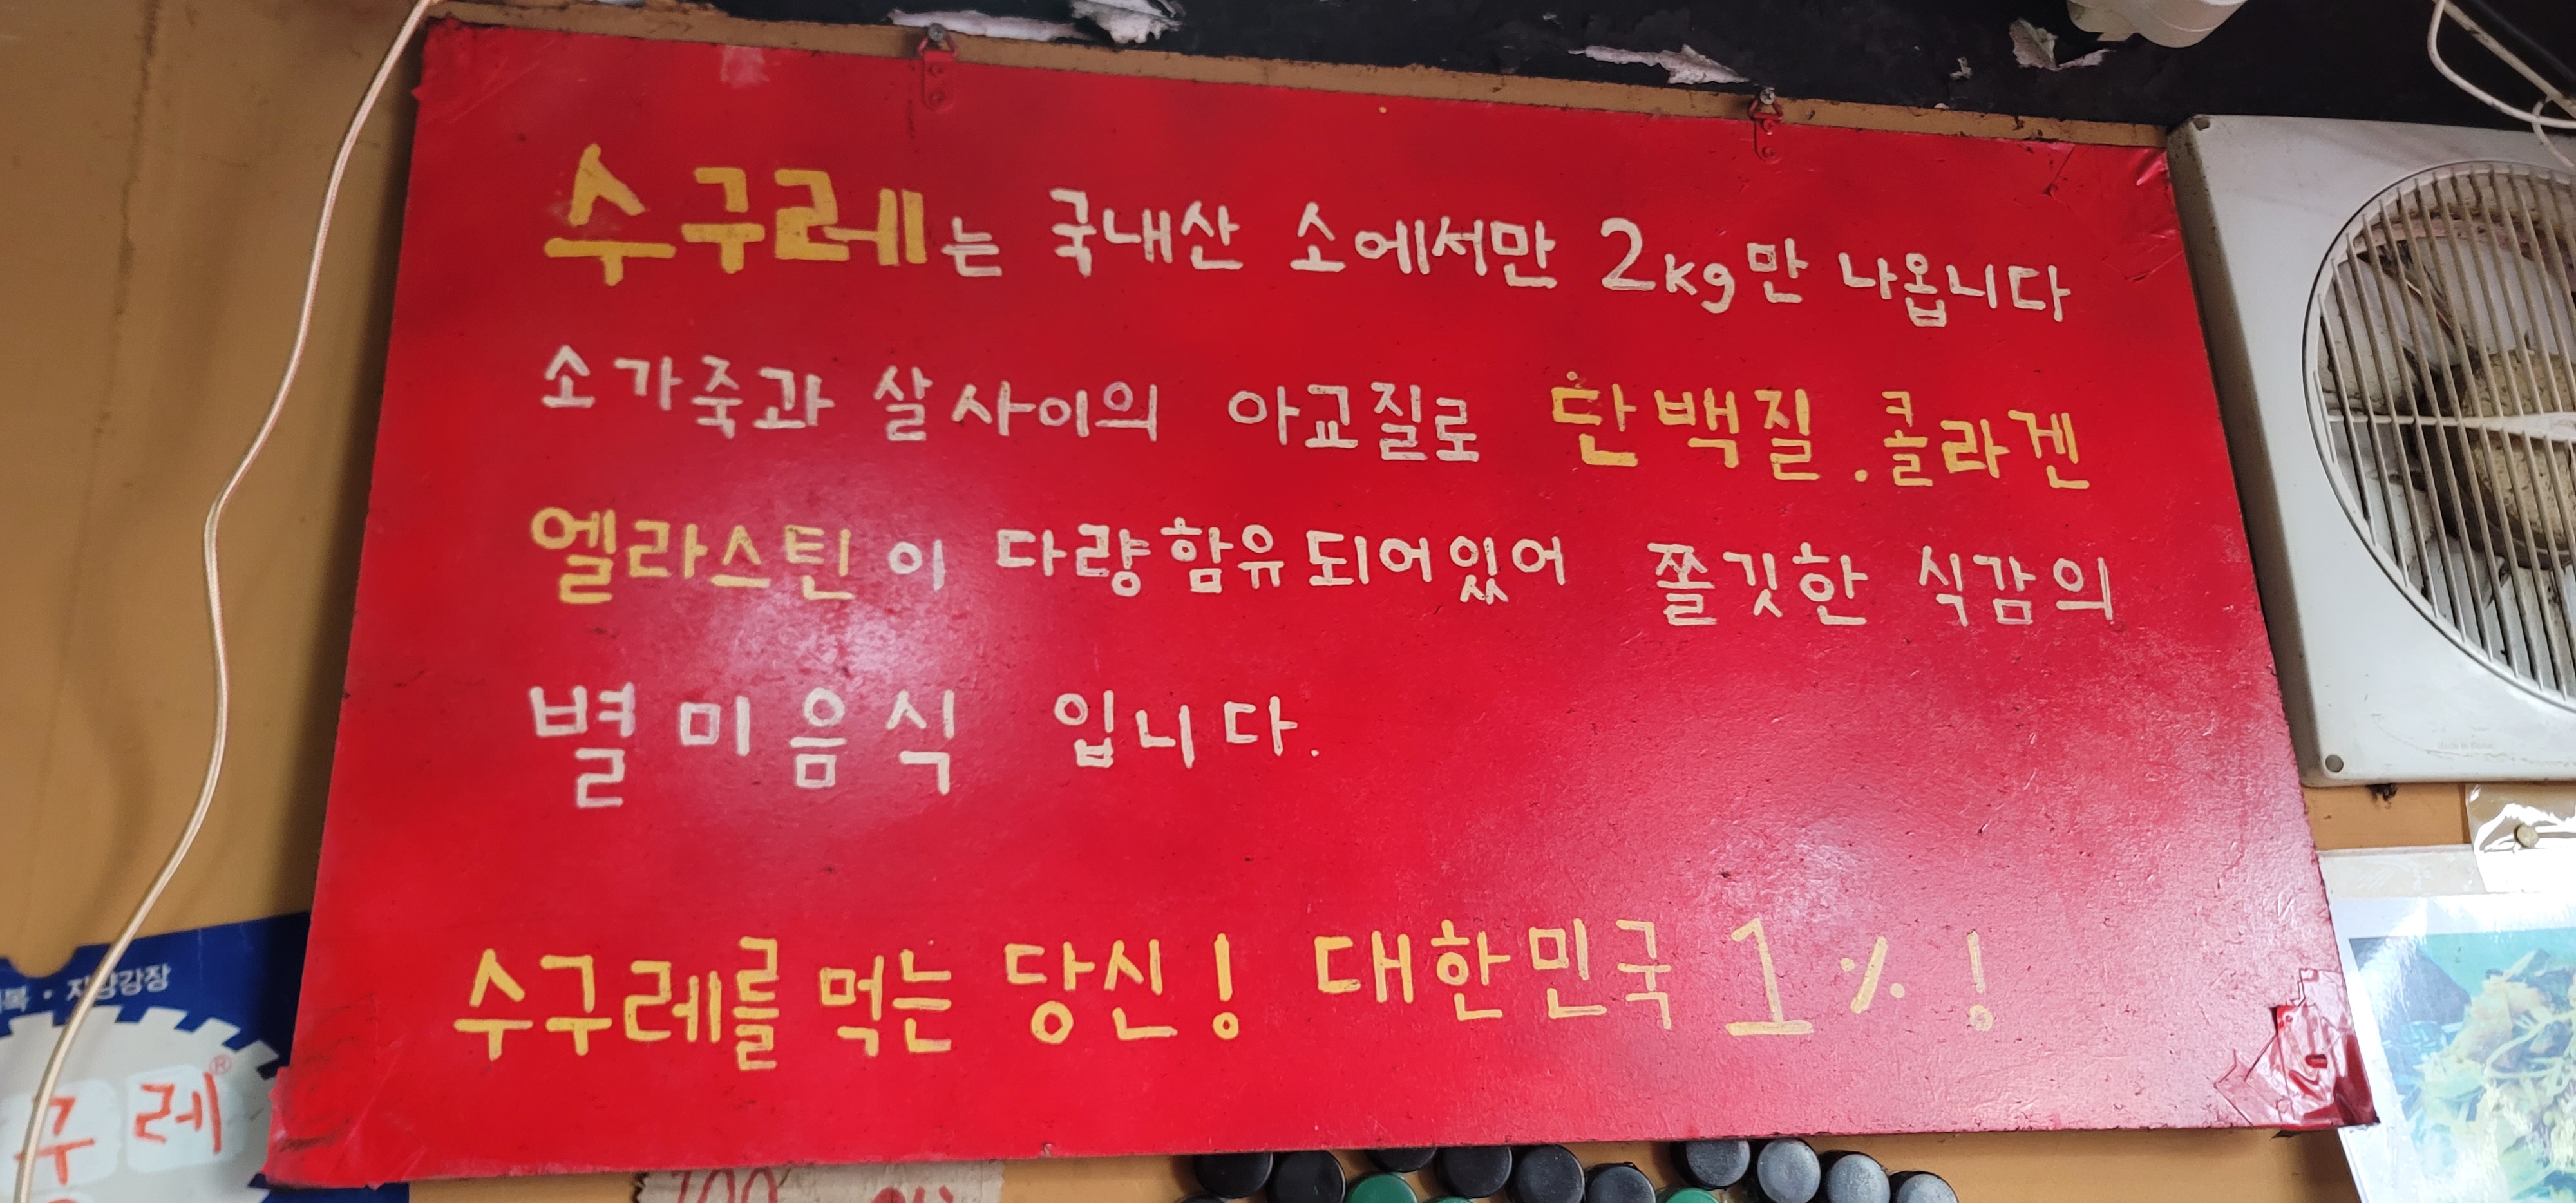 수구레는 국내산 소에서만 2kg만 나옵니다
소가죽과 살사이의 아교질로 단백질.콜라겐
엘라스틴이 다량함유되어있어 쫄깃한 식감의
별미음식 입니다.
수구레를 먹는 당신! 대한민국 1%!
구레®